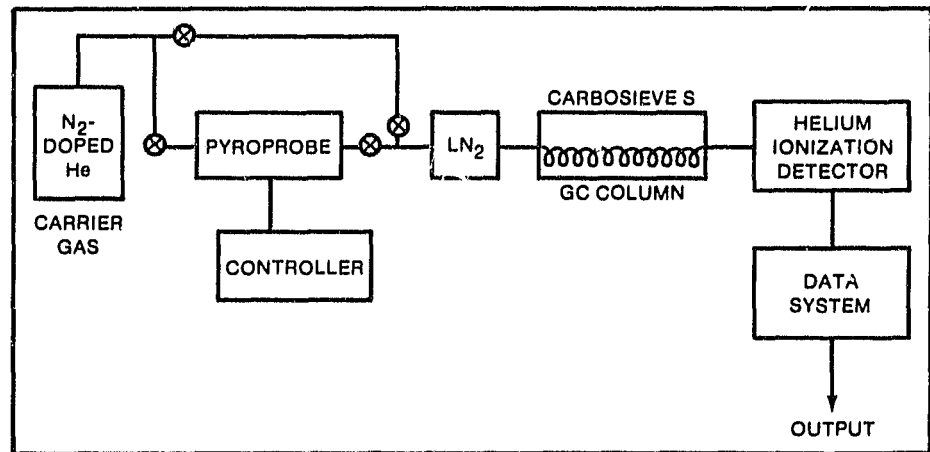 N₂-
DOPED
He
CARRIER
GAS
PYROPROBE
CONTROLLER
LN₂
CARBOSIEVE S
GC COLUMN
HELIUM
IONIZATION
DETECTOR
DATA
SYSTEM
OUTPUT